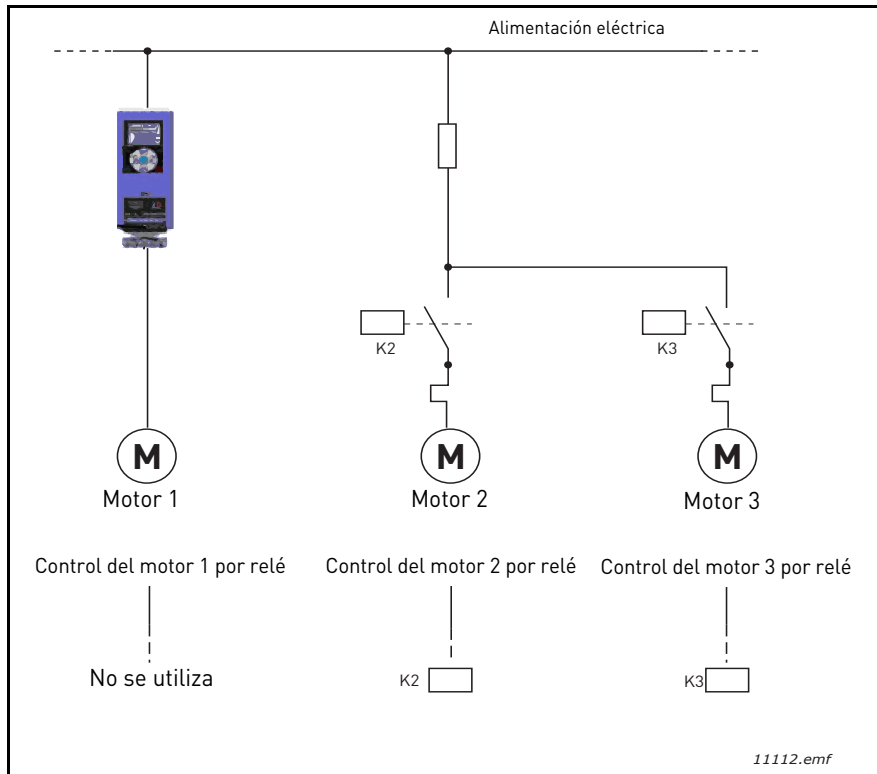 Alimentación eléctrica
K2
K3
M
M
M
Motor 1
Motor 2
Motor 3
Control del motor 1 por relé
Control del motor 2 por relé
Control del motor 3 por relé
No se utiliza
K2
K3
11112.emf